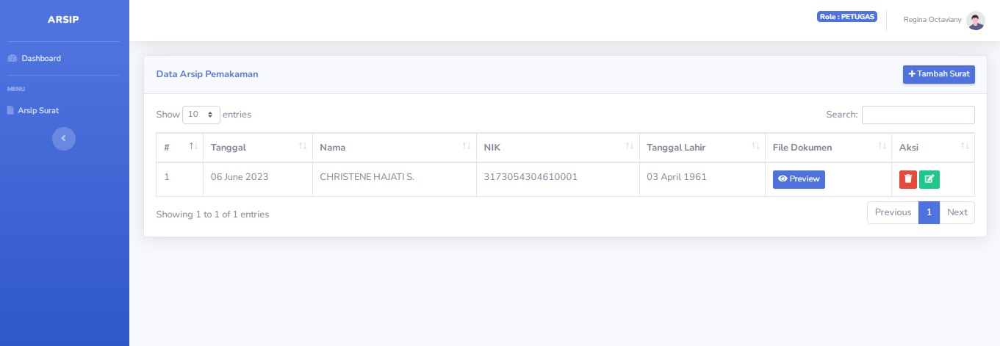 ARSIP
Role : PETUGAS
Regina Octaviany
Dashboard
MENU
Arsip Surat
Data Arsip Pemakaman
Tambah Surat
Show 10 entries
Search:
# Tanggal Nama NIK Tanggal Lahir File Dokumen Aksi
1 06 June 2023 CHRISTENE HAJATI S. 3173054304610001 03 April 1961 Preview
Showing 1 to 1 of 1 entries
Previous 1 Next